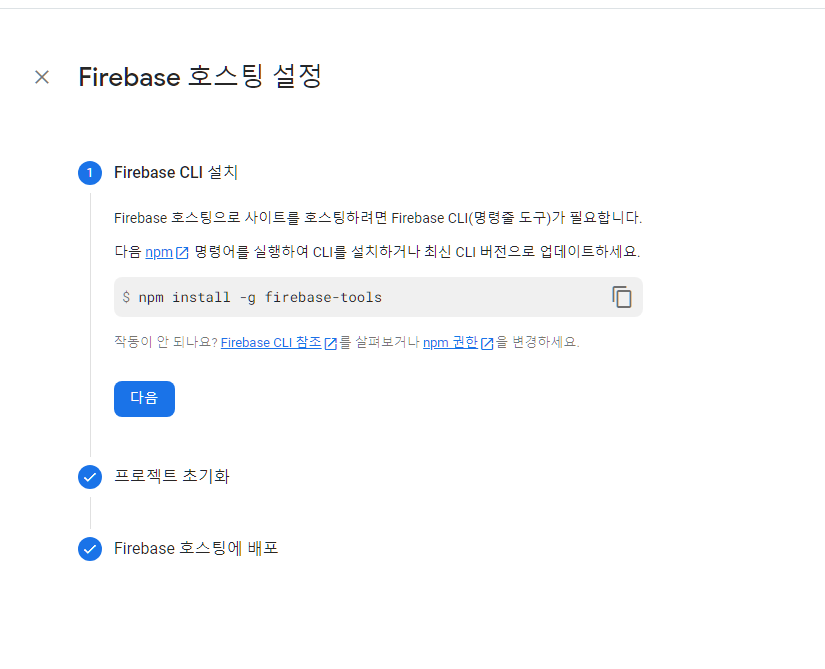 Firebase 호스팅 설정
1 Firebase CLI 설치
Firebase 호스팅으로 사이트를 호스팅하려면 Firebase CLI(명령줄 도구)가 필요합니다.
다음 npm 명령어를 실행하여 CLI를 설치하거나 최신 CLI 버전으로 업데이트하세요.
$ npm install -g firebase-tools
작동이 안 되나요? Firebase CLI 참조를 살펴보거나 npm 권한을 변경하세요.
다음
프로젝트 초기화
Firebase 호스팅에 배포